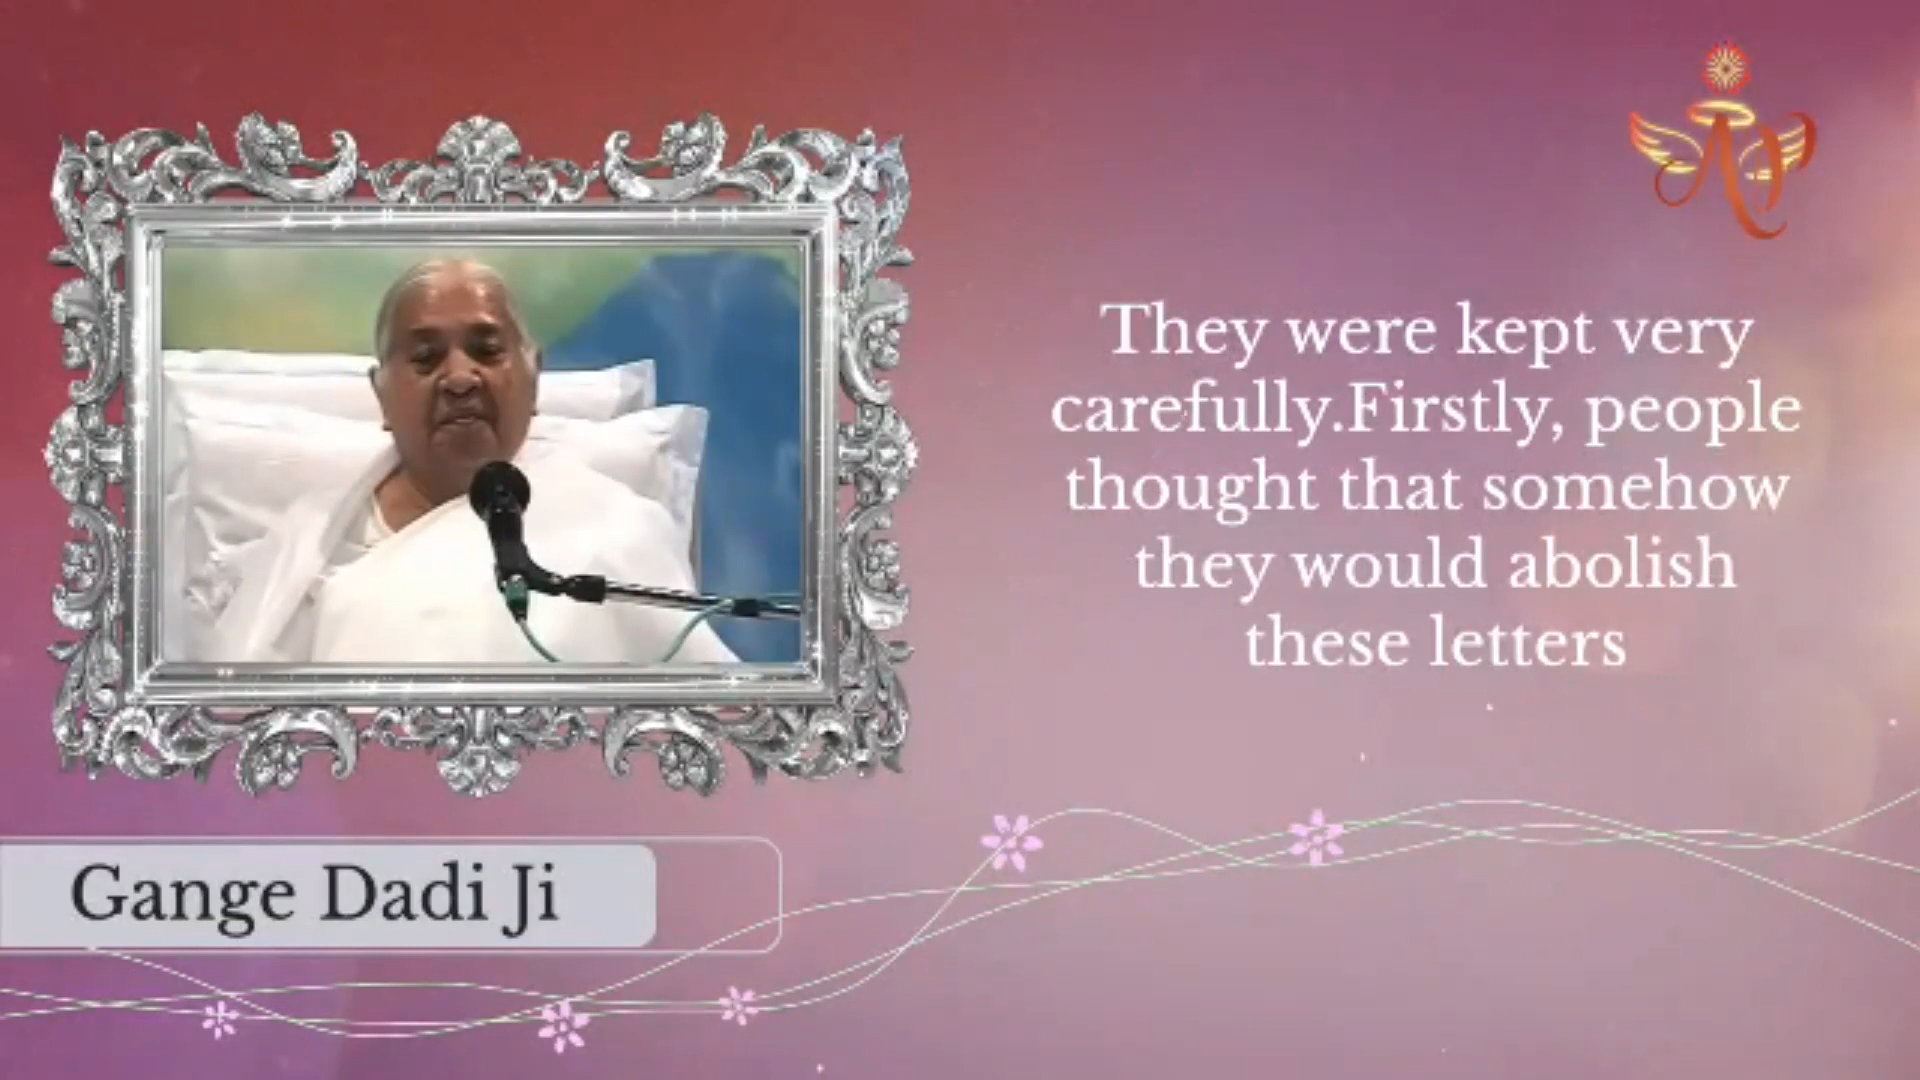 They were kept very
carefully.Firstly, people
thought that somehow
they would abolish
these letters
Gange Dadi Ji